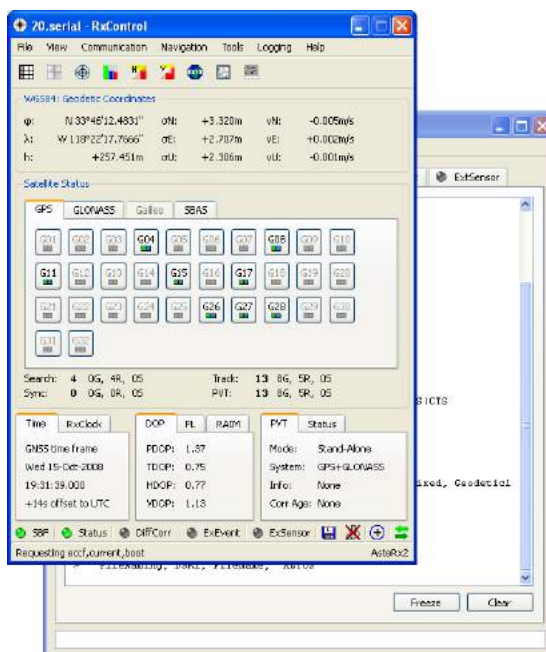 20.serial - RxControl
File View Communication Navigation Tools Logging Help
WGS84: Geodetic Coordinates
φ: N 33°46'12.4831" σN: +3.320m vN: -0.005m/s
λ: W 118°22'17.7666" σE: +2.787m vE: +0.002m/s
h: +257.451m σU: +2.306m vU: -0.001m/s
ExtSensor
Satellite Status
GPS GLONASS Galileo SBAS
G01 G02 G03 G04 G05 G06 G07 G08 G09 G10
G11 G12 G13 G14 G15 G16 G17 G18 G19 G20
G21 G22 G23 G24 G25 G26 G27 G28 G29 G30
G31 G32
Search: 4 0G, 4R, 0S Track: 13 8G, 5R, 0S
Sync: 0 0G, 0R, 0S PVT: 13 8G, 5R, 0S
S|CTS
Time RxClock DOP PL RAIM PVT Status
GNSS time frame PDOP: 1.37 Mode: Stand-Alone
Wed 15-Oct-2008 TDOP: 0.75 System: GPS+GLONASS
19:31:39.000 HDOP: 0.77 Info: None
+14s offset to UTC VDOP: 1.13 Corr Age: None
ixed, Geodetic1
SBF Status DiffCorr ExEvent ExSensor
Requesting eccf,current,boot AsteRx2
> FileNaming, DSK1, FileName,
Freeze Clear